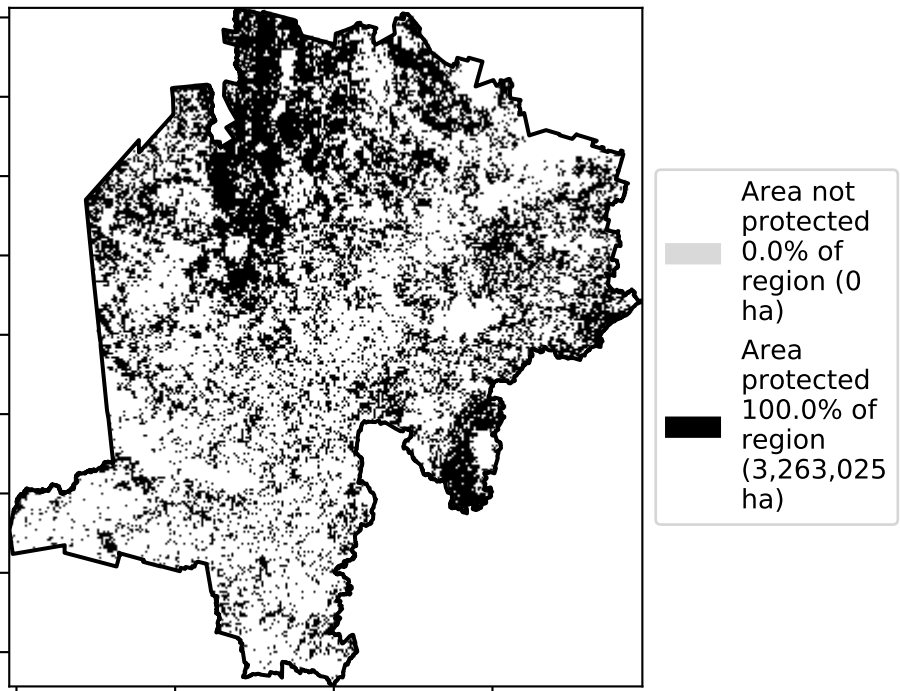 Area not
protected
0.0% of
region (0
ha)
Area
protected
100.0% of
region
(3,263,025
ha)